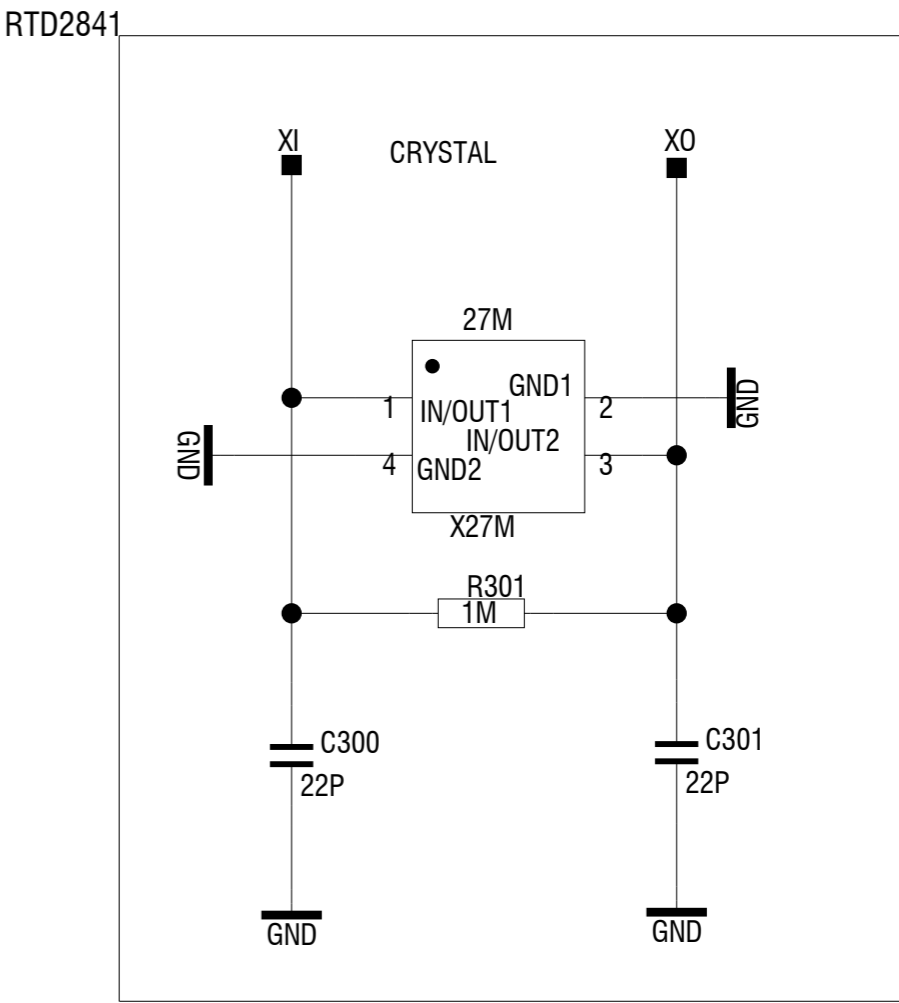 RTD2841
XI
CRYSTAL
XO
27M
GND1
1
IN/OUT1
2
GND
GND
4
IN/OUT2
GND2
3
X27M
R301
1M
C300
22P
C301
22P
GND
GND